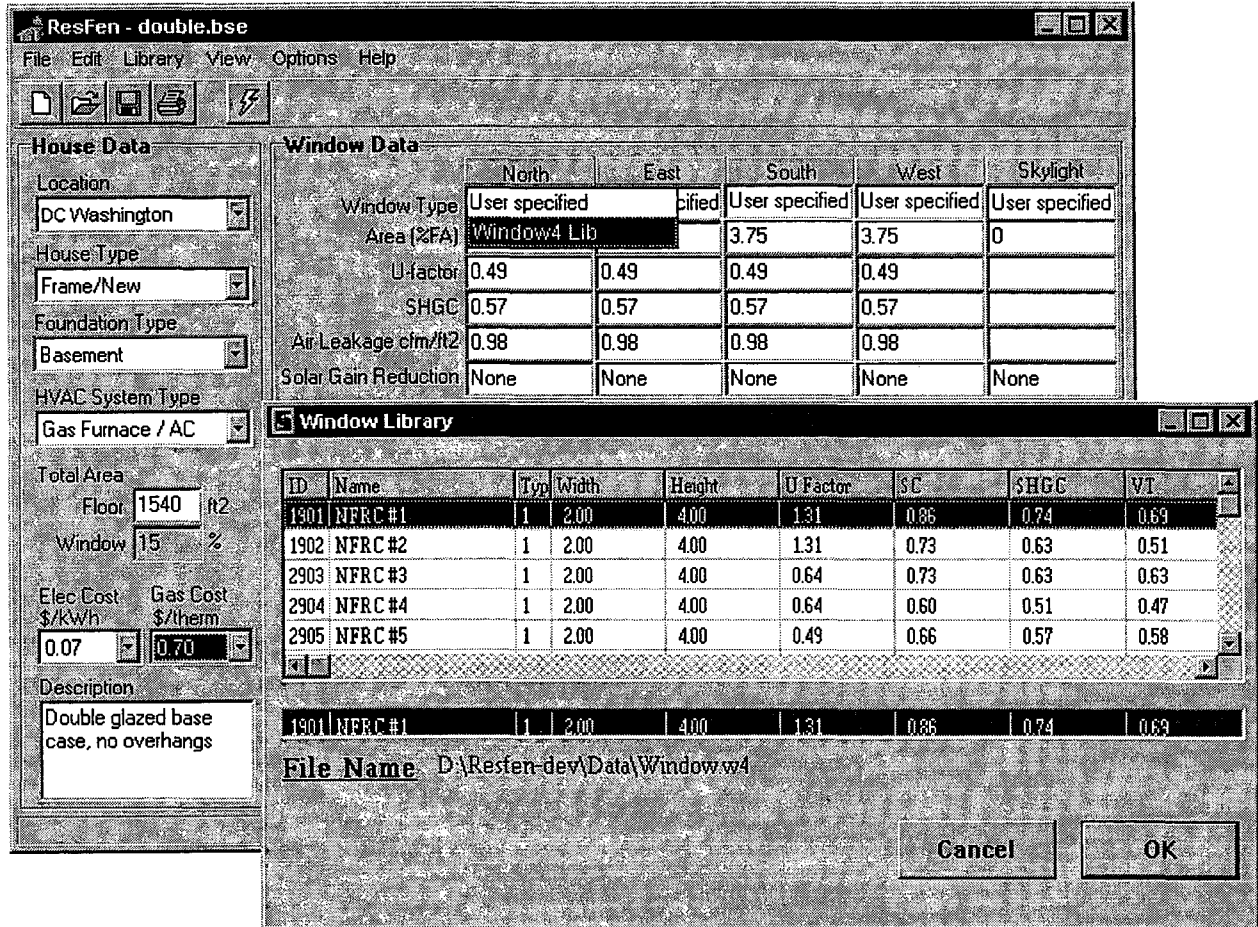 ResFen - double.bse
File Edit Library View Options Help
House Data
Location
DC Washington
House Type
Frame/New
Foundation Type
Basement
HVAC System Type
Gas Furnace / AC
Total Area
Floor 1540 ft2
Window 15 %
Elec Cost $/kWh
0.07
Gas Cost $/therm
0.70
Description
Double glazed base
case, no overhangs
Window Data
North East South West Skylight
Window Type User specified cified User specified User specified User specified
Window4 Lib
Area (%FA) 3.75 3.75 0
U-factor 0.49 0.49 0.49 0.49
SHGC 0.57 0.57 0.57 0.57
Air Leakage cfm/ft2 0.98 0.98 0.98 0.98
Solar Gain Reduction None None None None None
Window Library
ID Name Typ Width Height U Factor SC SHGC VT
1901 NFRC #1 1 2.00 4.00 1.31 0.86 0.74 0.69
1902 NFRC #2 1 2.00 4.00 1.31 0.73 0.63 0.51
2903 NFRC #3 1 2.00 4.00 0.64 0.73 0.63 0.63
2904 NFRC #4 1 2.00 4.00 0.64 0.60 0.51 0.47
2905 NFRC #5 1 2.00 4.00 0.49 0.66 0.57 0.58
1901 NFRC #1 1 2.00 4.00 1.31 0.86 0.74 0.69
File Name D:\Resfen-dev\Data\Window.w4
Cancel OK